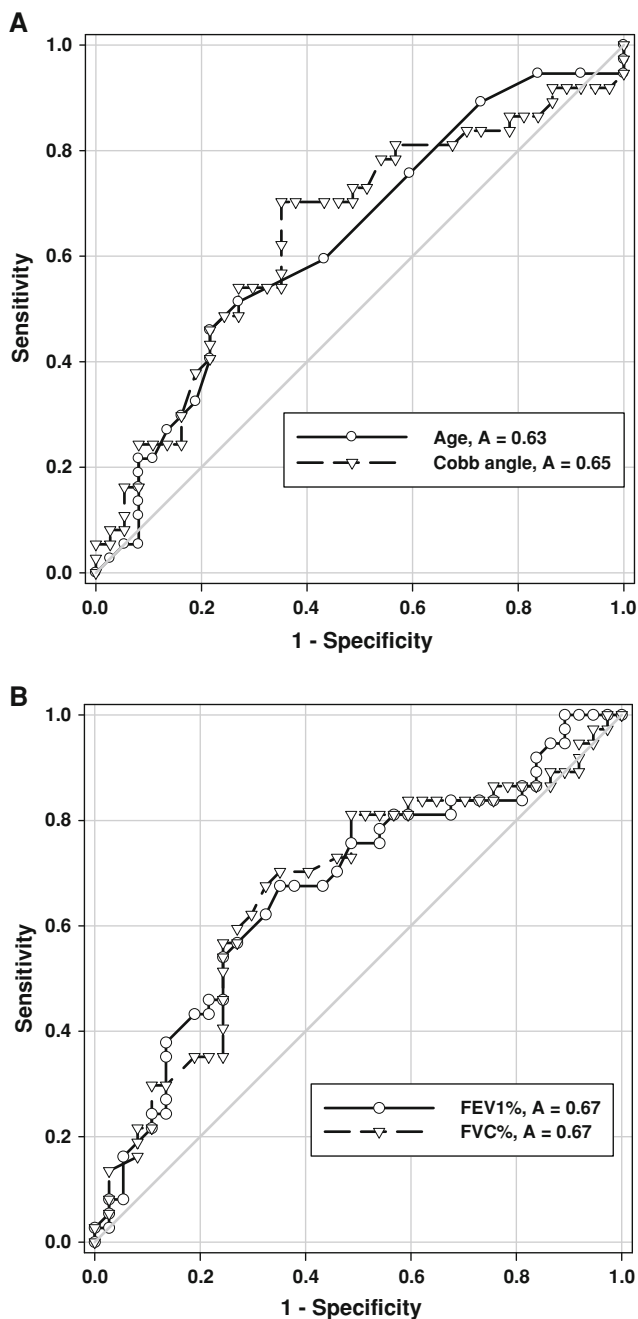 A
1.0
0.8
0.6
0.4
0.2
0.0
Sensitivity
Age, A = 0.63
Cobb angle, A = 0.65
0.0 0.2 0.4 0.6 0.8 1.0
1 - Specificity
B
1.0
0.8
0.6
0.4
0.2
0.0
Sensitivity
FEV1%, A = 0.67
FVC%, A = 0.67
0.0 0.2 0.4 0.6 0.8 1.0
1 - Specificity